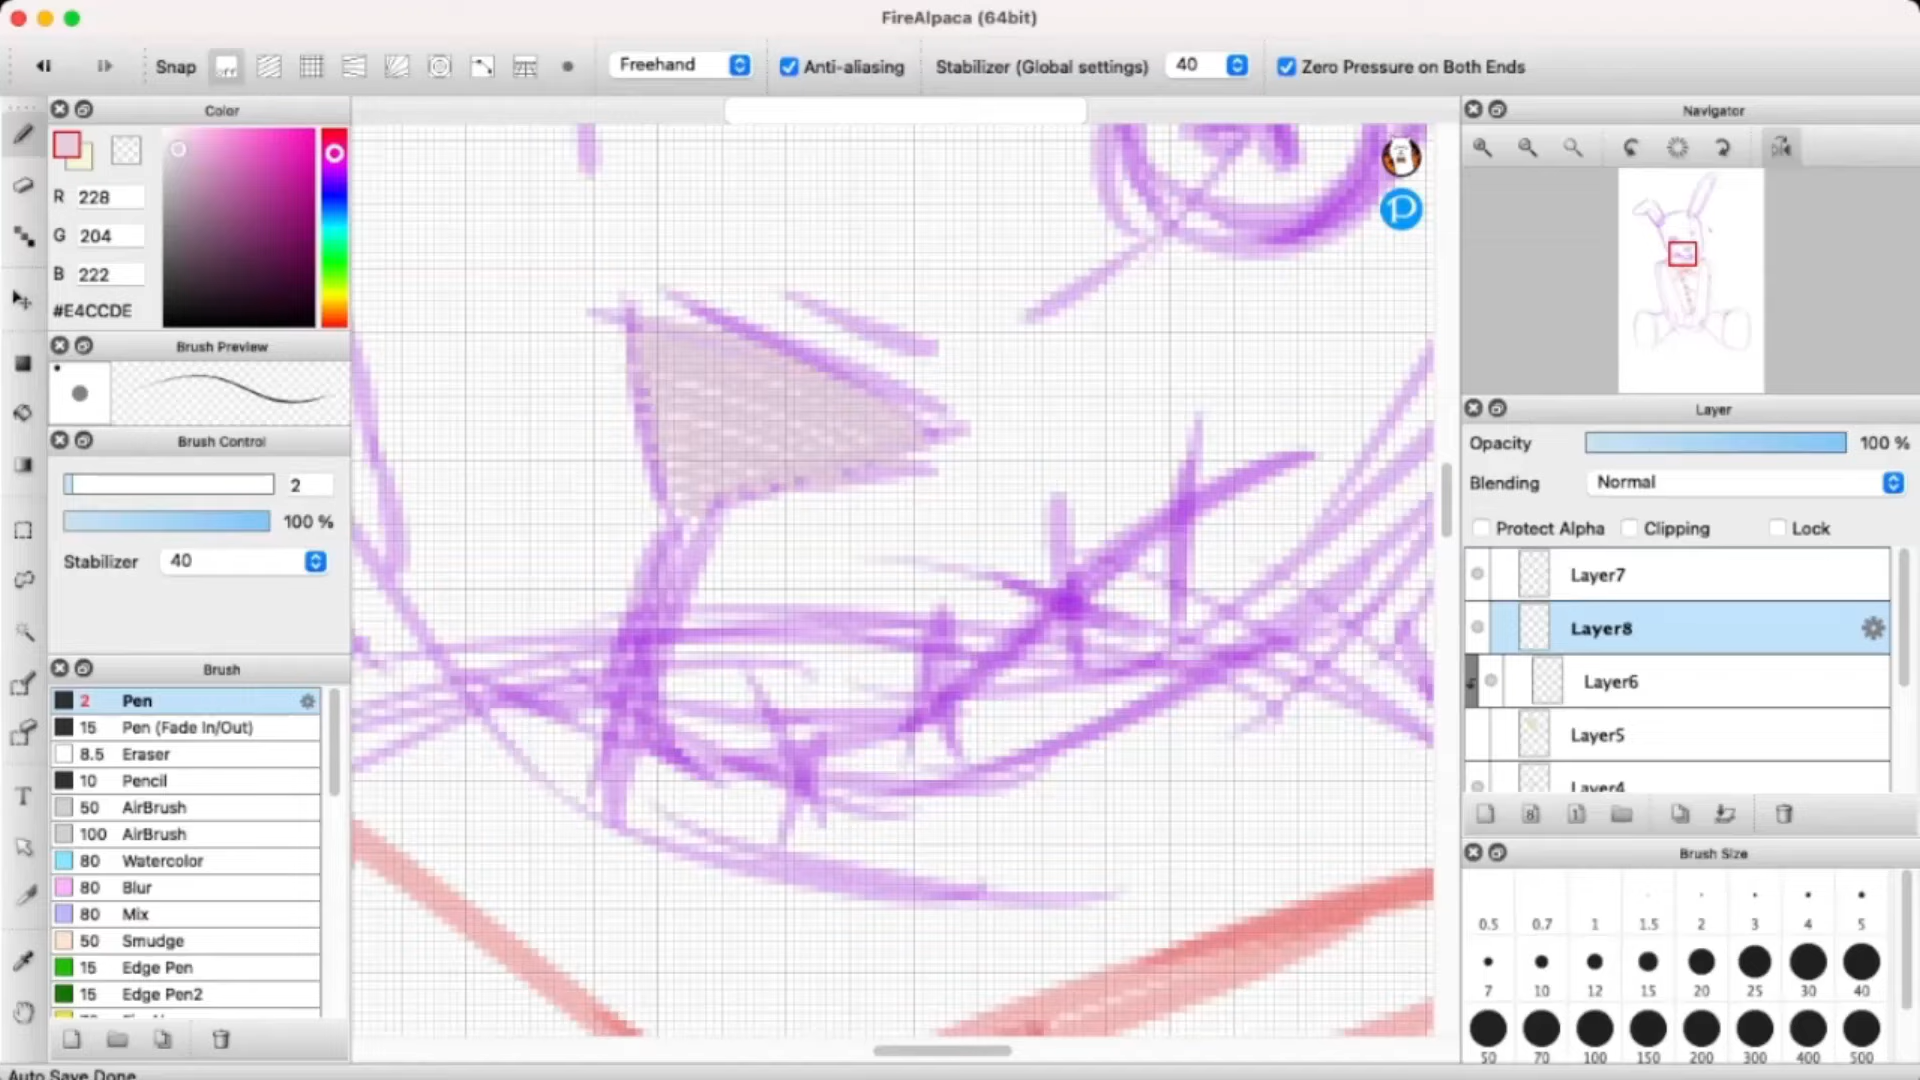 FireAlpaca (64bit)
Snap
off
Freehand
Anti-aliasing
Stabilizer (Global settings)
40
Zero Pressure on Both Ends
Color
R 228
G 204
B 222
#E4CCDE
Brush Preview
Brush Control
2
100 %
Stabilizer 40
Brush
2 Pen
15 Pen (Fade In/Out)
8.5 Eraser
10 Pencil
50 AirBrush
100 AirBrush
80 Watercolor
80 Blur
80 Mix
50 Smudge
15 Edge Pen
15 Edge Pen2
Auto Save Done
Navigator
Layer
Opacity 100 %
Blending Normal
Protect Alpha Clipping Lock
Layer7
Layer8
Layer6
Layer5
Layer4
Brush Size
0.5 0.7 1 1.5 2 3 4 5
7 10 12 15 20 25 30 40
50 70 100 150 200 300 400 500